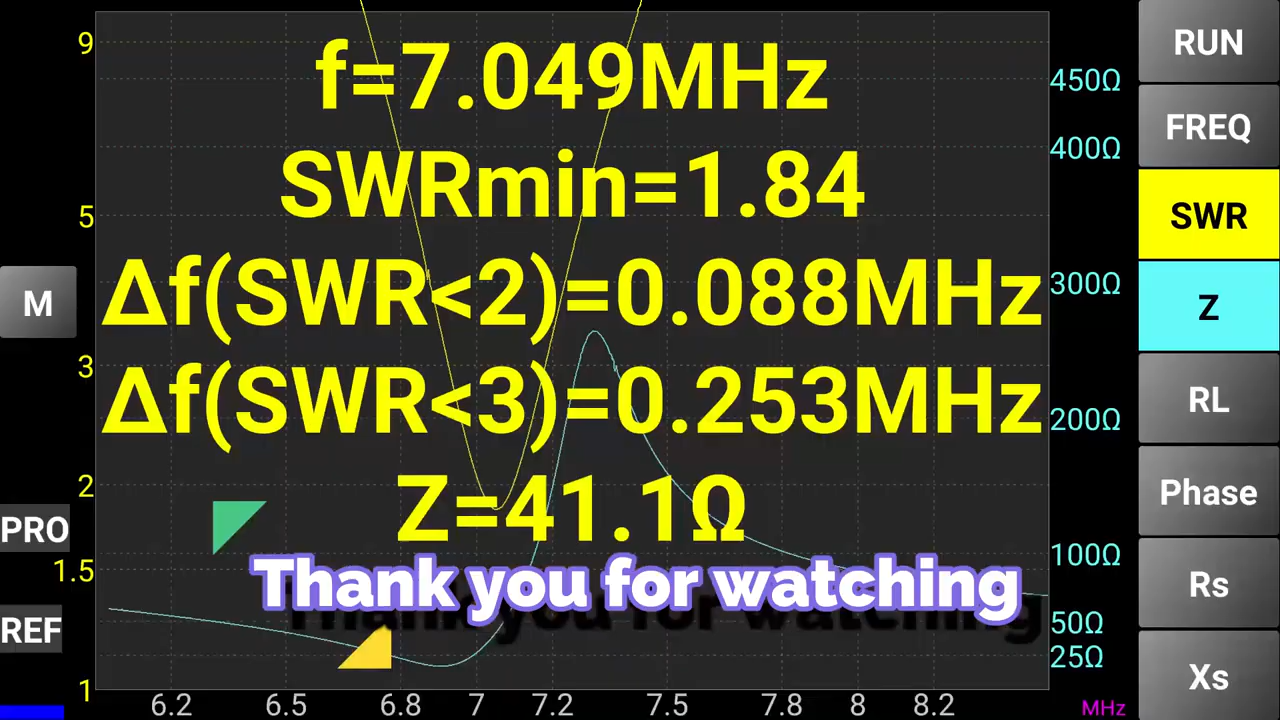 f=7.049MHz
SWRmin=1.84
Δf(SWR<2)=0.088MHz
Δf(SWR<3)=0.253MHz
Z=41.1Ω
Thank you for watching
9
5
3
2
1.5
1
450Ω
400Ω
300Ω
200Ω
100Ω
50Ω
25Ω
6.2
6.5
6.8
7
7.2
7.5
7.8
8
8.2
MHz
M
PRO
REF
RUN
FREQ
SWR
Z
RL
Phase
Rs
Xs